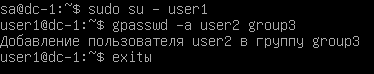 sa@dc-1:~$ sudo su - user1
user1@dc-1:~$ gpasswd -a user2 group3
Добавление пользователя user2 в группу group3
user1@dc-1:~$ exitы